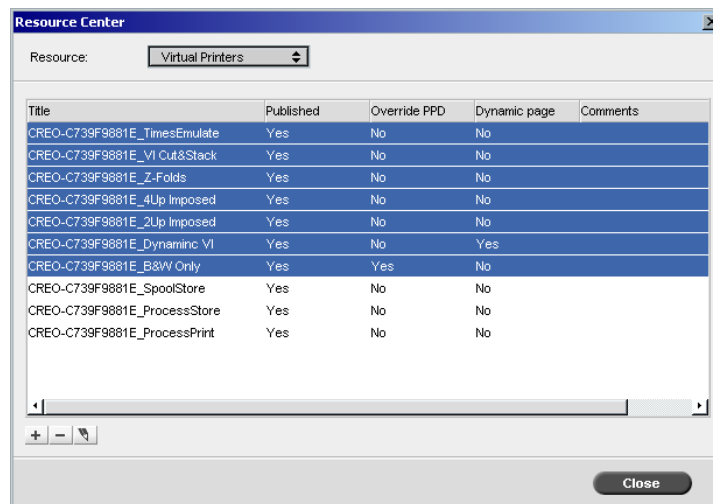 Resource Center
Resource: Virtual Printers
Title Published Override PPD Dynamic page Comments
CREO-C739F9881E_TimesEmulate Yes No No
CREO-C739F9881E_VI Cut&Stack Yes No No
CREO-C739F9881E_Z-Folds Yes No No
CREO-C739F9881E_4Up Imposed Yes No No
CREO-C739F9881E_2Up Imposed Yes No No
CREO-C739F9881E_Dynaminc VI Yes No Yes
CREO-C739F9881E_B&W Only Yes Yes No
CREO-C739F9881E_SpoolStore Yes No No
CREO-C739F9881E_ProcessStore Yes No No
CREO-C739F9881E_ProcessPrint Yes No No
Close